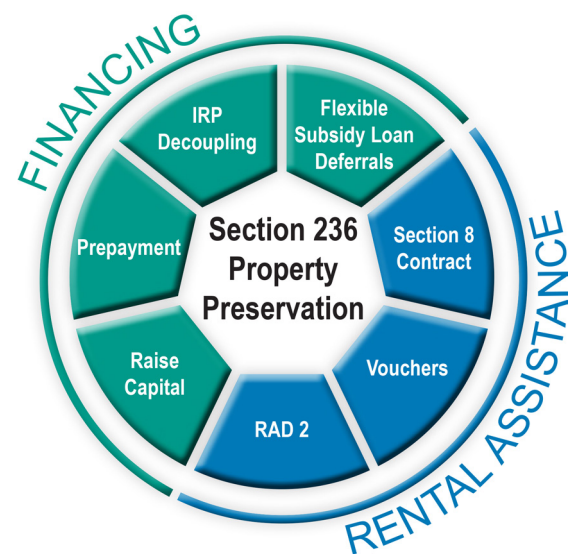 FINANCING
IRP
Decoupling
Flexible
Subsidy Loan
Deferrals
Prepayment
Section 236
Property
Preservation
Section 8
Contract
Raise
Capital
RAD 2
Vouchers
RENTAL ASSISTANCE